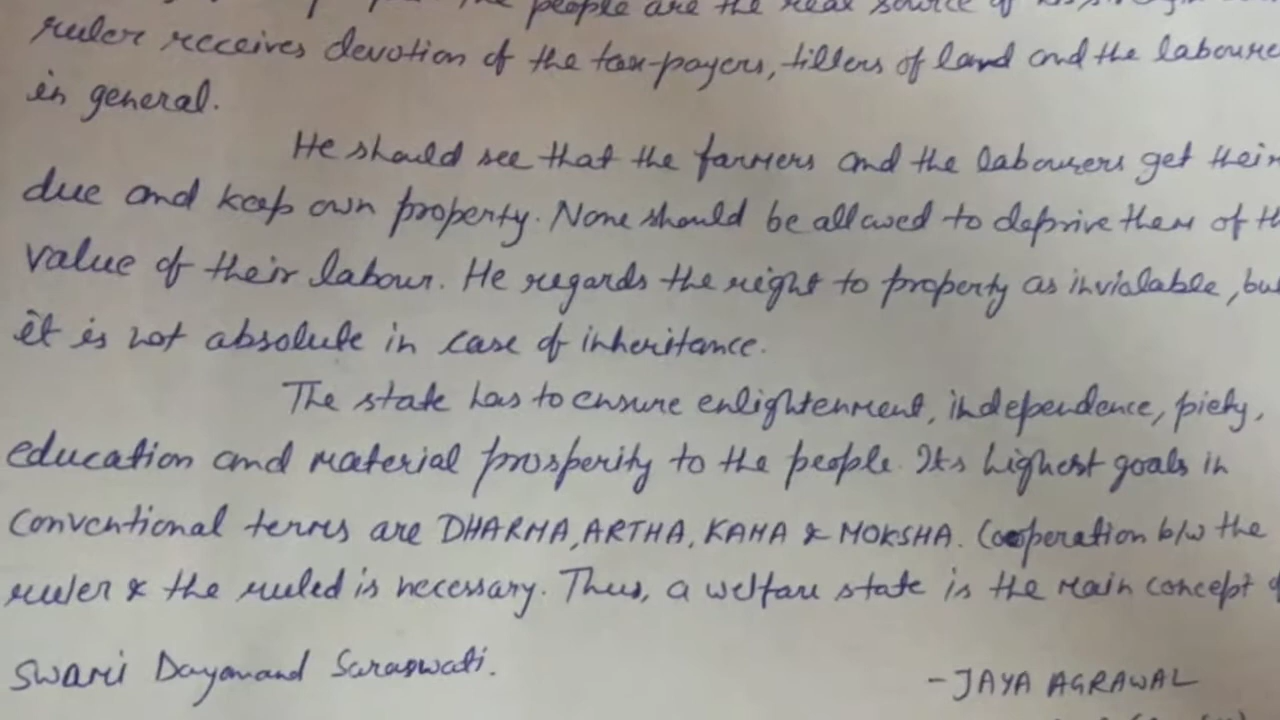 the people are the real source of
ruler receives devotion of the tax-payers, tillers of land and the laboure
in general.
He should see that the farmers and the labourers get their
due and keep own property. None should be allowed to deprive them of th
value of their labour. He regards the right to property as inviolable, but
it is not absolute in case of inheritance.
The state has to ensure enlightenment, independence, piety,
education and material prosperity to the people. Its highest goals in
conventional terms are DHARMA, ARTHA, KAMA & MOKSHA. Cooperation b/w the
ruler & the ruled is necessary. Thus, a welfare state is the main concept of
Swami Dayanand Saraswati.
- JAYA AGRAWAL